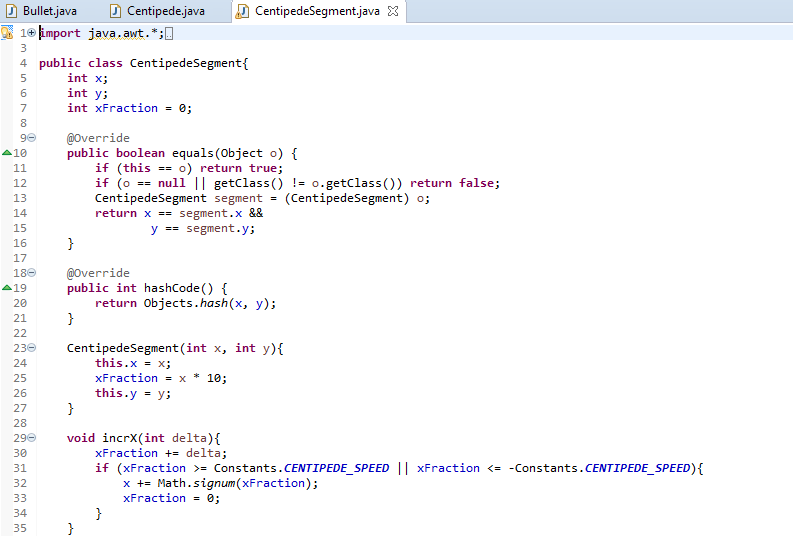 Bullet.java Centipede.java CentipedeSegment.java
1 import java.awt.*;
3
4 public class CentipedeSegment{
5 int x;
6 int y;
7 int xFraction = 0;
8
9 @Override
10 public boolean equals(Object o) {
11 if (this == o) return true;
12 if (o == null || getClass() != o.getClass()) return false;
13 CentipedeSegment segment = (CentipedeSegment) o;
14 return x == segment.x &&
15 y == segment.y;
16 }
17
18 @Override
19 public int hashCode() {
20 return Objects.hash(x, y);
21 }
22
23 CentipedeSegment(int x, int y){
24 this.x = x;
25 xFraction = x * 10;
26 this.y = y;
27 }
28
29 void incrX(int delta){
30 xFraction += delta;
31 if (xFraction >= Constants.CENTIPEDE_SPEED || xFraction <= -Constants.CENTIPEDE_SPEED){
32 x += Math.signum(xFraction);
33 xFraction = 0;
34 }
35 }